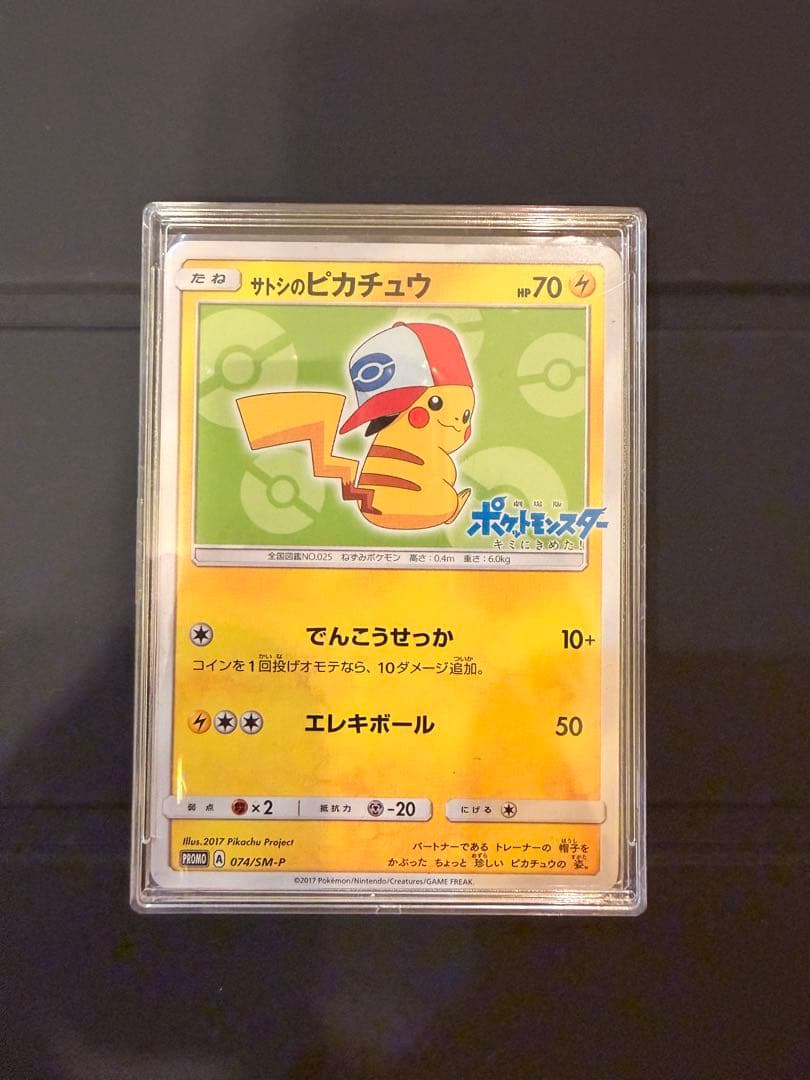 たね サトシのピカチュウ HP70
劇場版
ポケットモンスター
キミにきめた!
全国図鑑NO.025 ねずみポケモン 高さ:0.4m 重さ:6.0kg
でんこうせっか 10+
コインを1回投げオモテなら、10ダメージ追加。
エレキボール 50
弱点 ×2 抵抗力 -20 にげる
Illus.2017 Pikachu Project
PROMO A 074/SM-P
パートナーである トレーナーの 帽子を
かぶった ちょっと 珍しい ピカチュウの 姿。
©2017 Pokémon/Nintendo/Creatures/GAME FREAK.